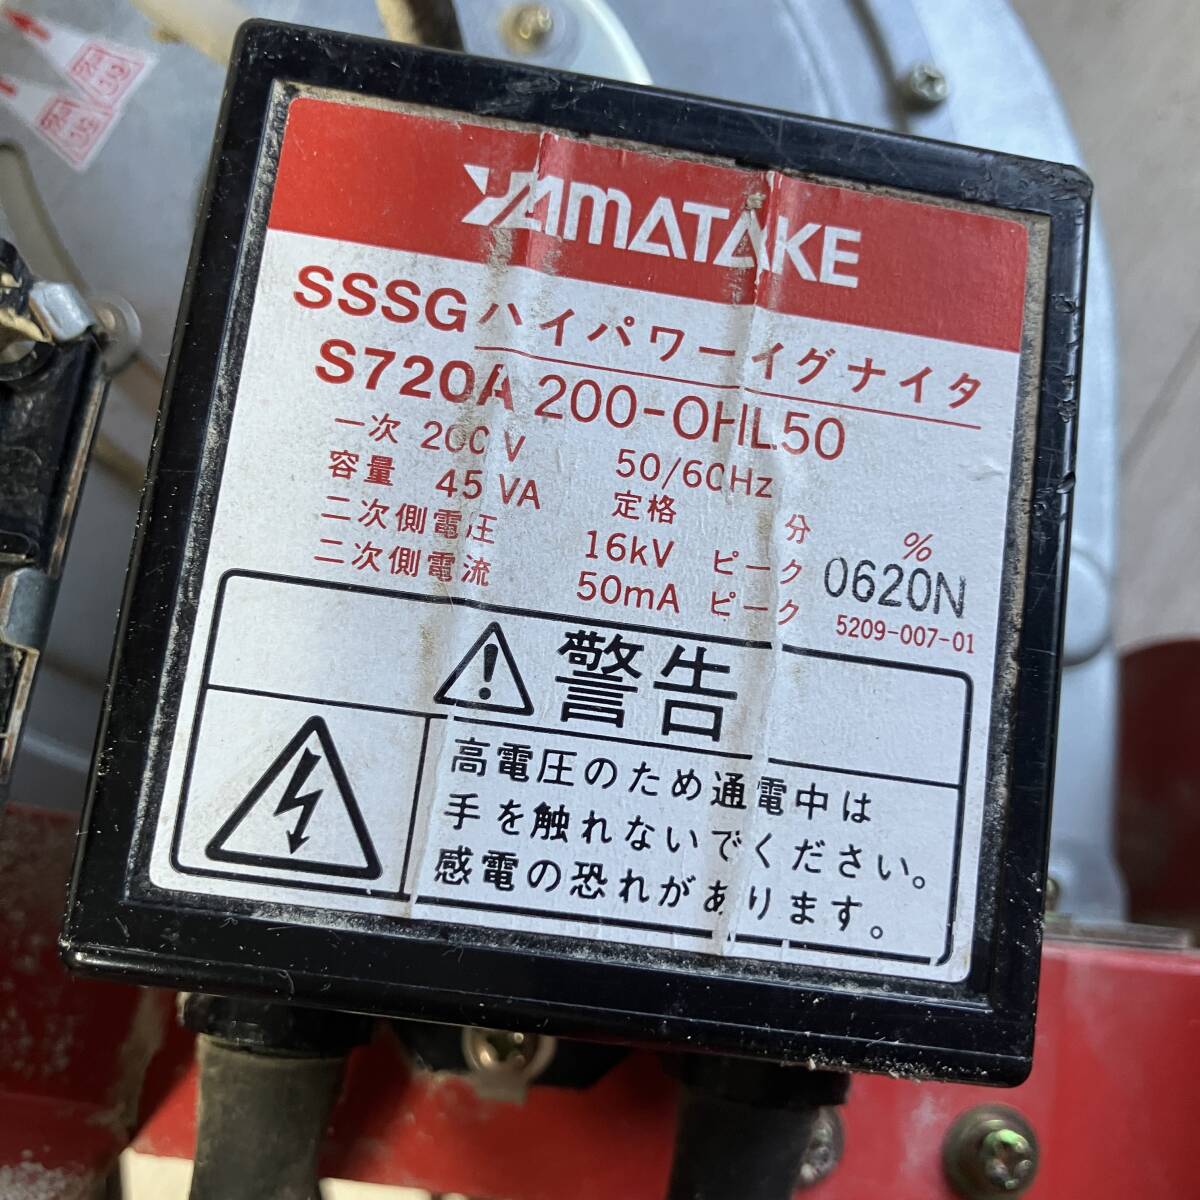 YAMATAKE
SSSGハイパワーイグナイタ
S720A 200-OHL50
一次 200V 50/60Hz
容量 45VA 定格 分 %
二次側電圧 16kV ピーク
二次側電流 50mA ピーク
0620N
5209-007-01
警告
高電圧のため通電中は
手を触れないでください。
感電の恐れがあります。